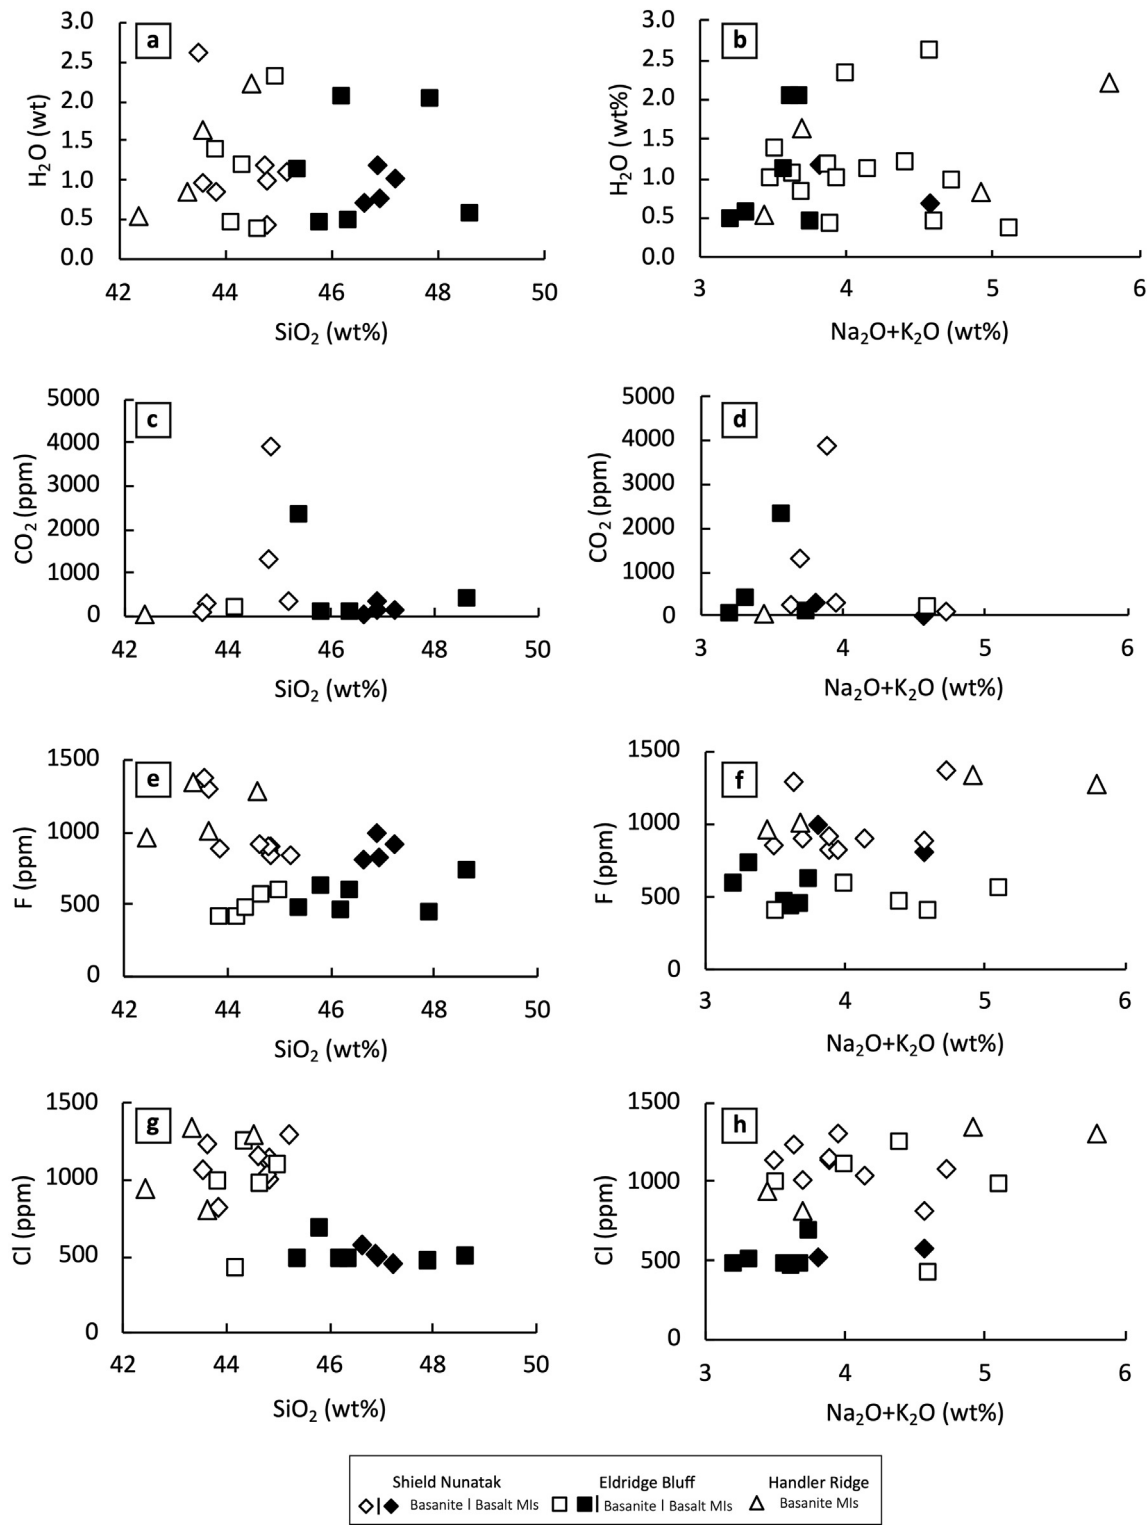 a
3.0
2.5
2.0
1.5
1.0
0.5
0.0
H₂O (wt)
42 44 46 48 50
SiO₂ (wt%)
b
3.0
2.5
2.0
1.5
1.0
0.5
0.0
H₂O (wt%)
3 4 5 6
Na₂O+K₂O (wt%)
c
5000
4000
3000
2000
1000
0
CO₂ (ppm)
42 44 46 48 50
SiO₂ (wt%)
d
5000
4000
3000
2000
1000
0
CO₂ (ppm)
3 4 5 6
Na₂O+K₂O (wt%)
e
1500
1000
500
0
F (ppm)
42 44 46 48 50
SiO₂ (wt%)
f
1500
1000
500
0
F (ppm)
3 4 5 6
Na₂O+K₂O (wt%)
g
1500
1000
500
0
Cl (ppm)
42 44 46 48 50
SiO₂ (wt%)
h
1500
1000
500
0
Cl (ppm)
3 4 5 6
Na₂O+K₂O (wt%)
Shield Nunatak Eldridge Bluff Handler Ridge
| Basanite | Basalt MIs | Basanite | Basalt MIs Basanite MIs